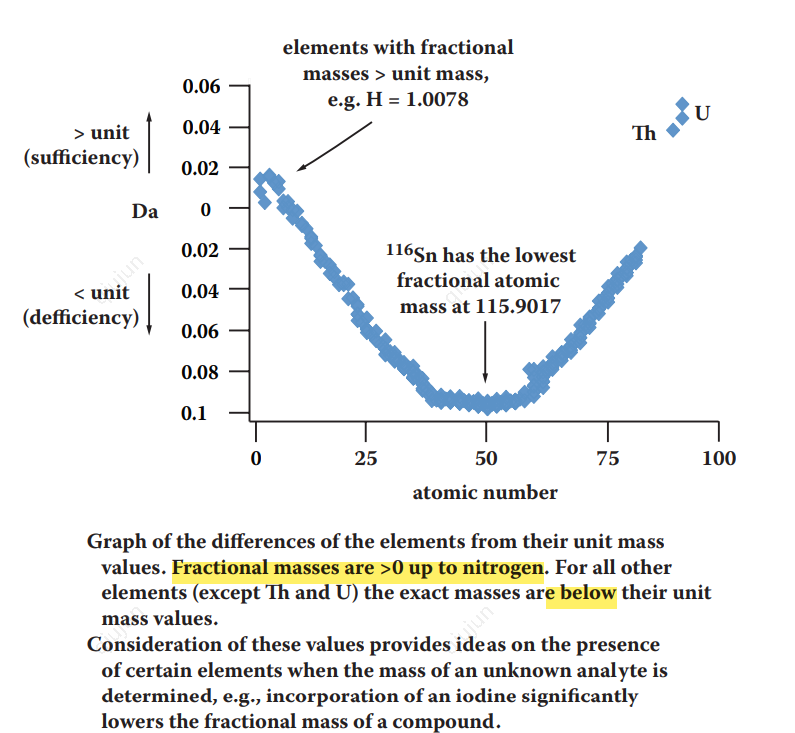 elements with fractional
masses > unit mass,
e.g. H = 1.0078
0.06
0.04
0.02
0
0.02
0.04
0.06
0.08
0.1
> unit
(sufficiency)
Da
< unit
(defficiency)
Th
U
¹¹⁶Sn has the lowest
fractional atomic
mass at 115.9017
0
25
50
75
100
atomic number
Graph of the differences of the elements from their unit mass
values. Fractional masses are >0 up to nitrogen. For all other
elements (except Th and U) the exact masses are below their unit
mass values.
Consideration of these values provides ideas on the presence
of certain elements when the mass of an unknown analyte is
determined, e.g., incorporation of an iodine significantly
lowers the fractional mass of a compound.